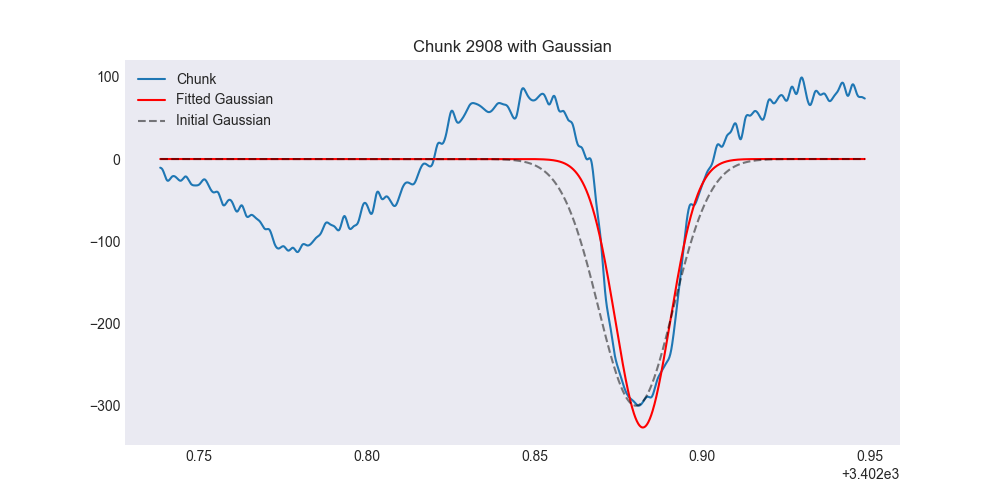 Chunk 2908 with Gaussian
100
0
−100
−200
−300
Chunk
Fitted Gaussian
Initial Gaussian
0.75 0.80 0.85 0.90 0.95
+3.402e3